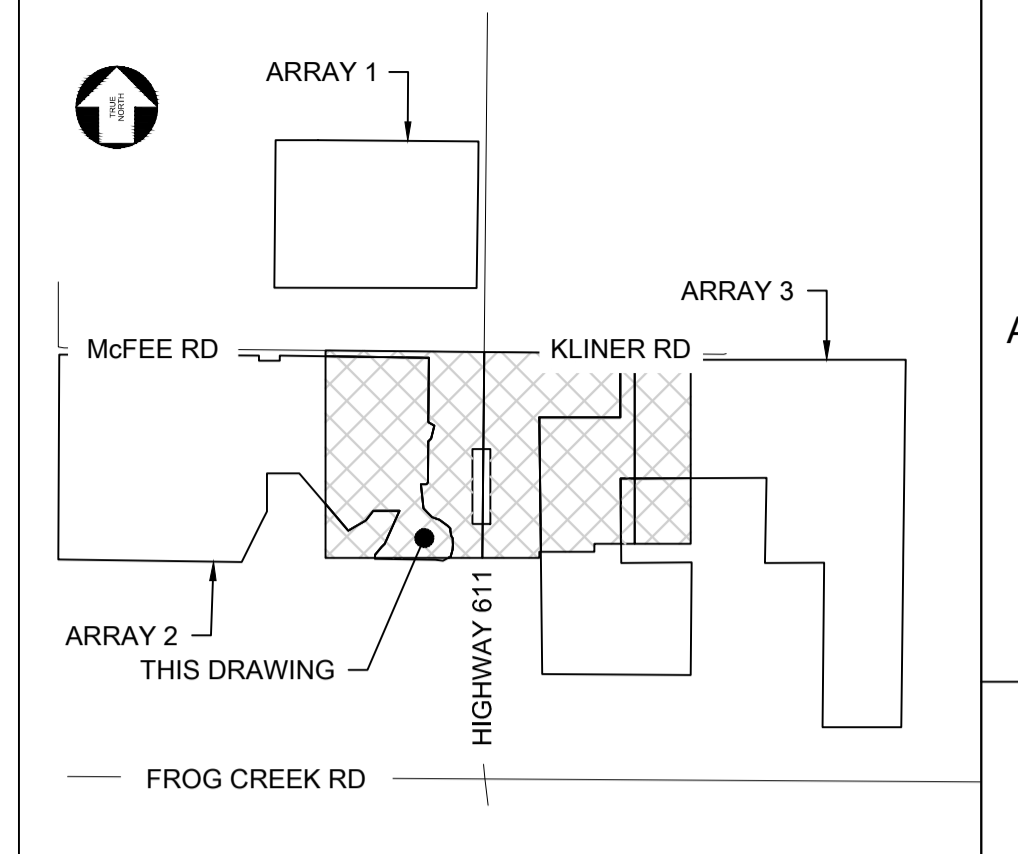 ARRAY 1
TRUE
NORTH
ARRAY 3
McFEE RD
KLINER RD
ARRAY 2
THIS DRAWING
HIGHWAY 611
FROG CREEK RD